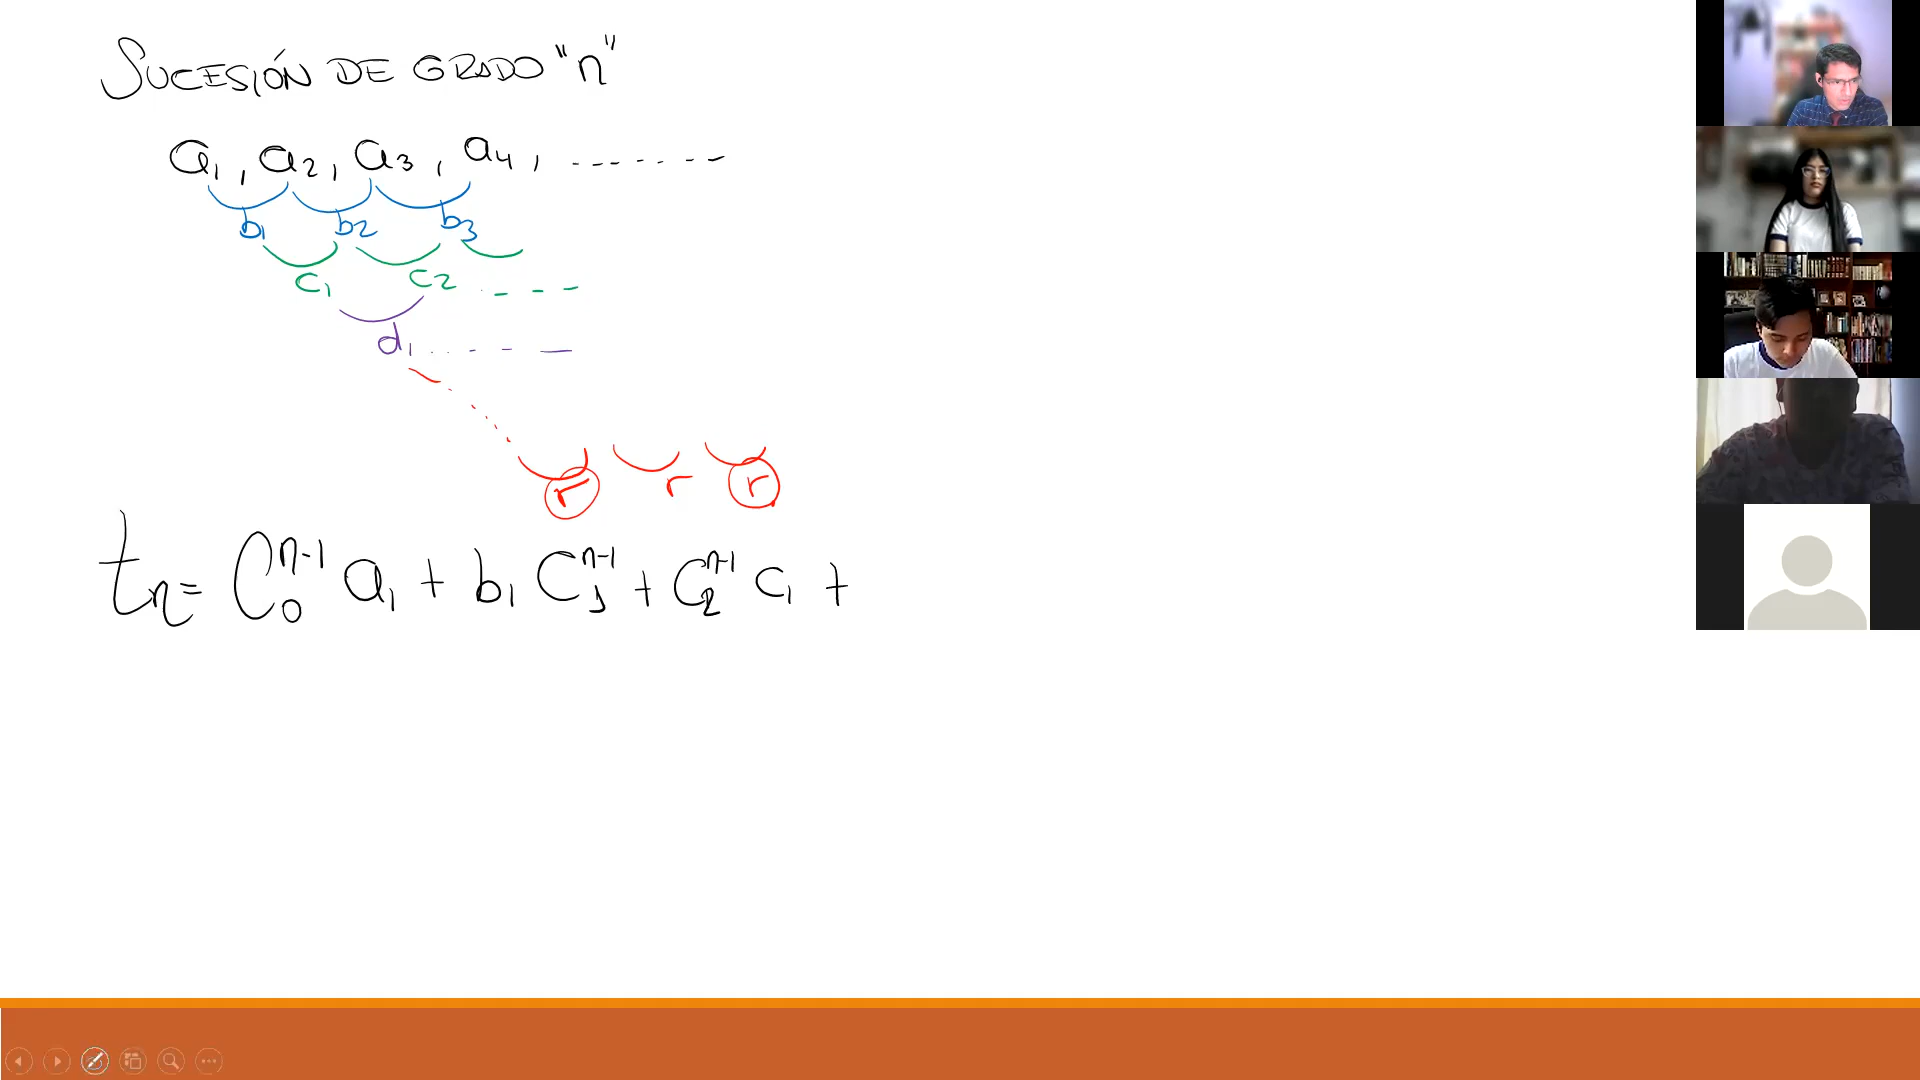 SUCESIÓN DE GRADO "n"
a₁, a₂, a₃, a₄, .......
b₁ b₂ b₃
c₁ c₂ . - - -
d₁ . . - - -
r r r
tₙ = C₀ⁿ⁻¹ a₁ + b₁ C₁ⁿ⁻¹ + C₂ⁿ⁻¹ c₁ +